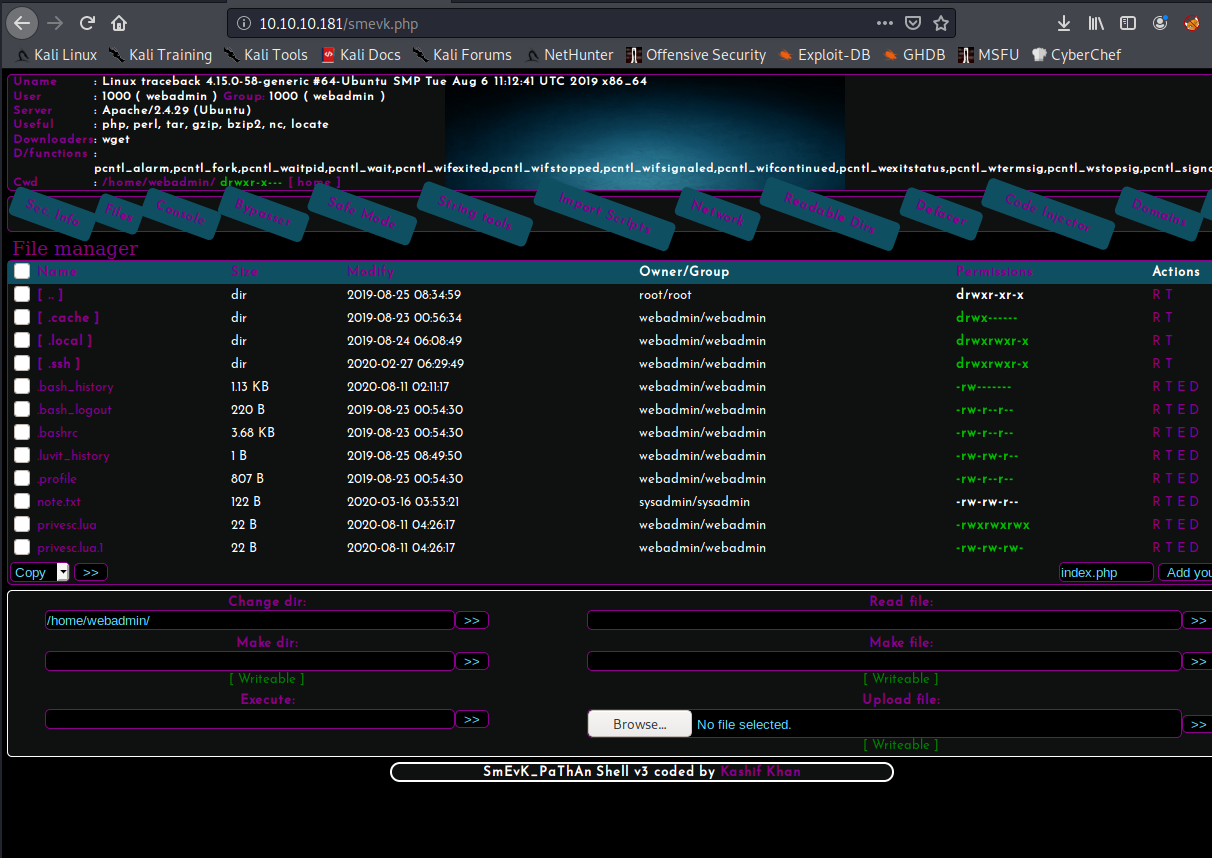 10.10.10.181/smevk.php
Kali Linux Kali Training Kali Tools Kali Docs Kali Forums NetHunter Offensive Security Exploit-DB GHDB MSFU CyberChef
Uname : Linux traceback 4.15.0-58-generic #64-Ubuntu SMP Tue Aug 6 11:12:41 UTC 2019 x86_64
User : 1000 ( webadmin ) Group: 1000 ( webadmin )
Server : Apache/2.4.29 (Ubuntu)
Useful : php, perl, tar, gzip, bzip2, nc, locate
Downloaders : wget
D/functions :
pcntl_alarm,pcntl_fork,pcntl_waitpid,pcntl_wait,pcntl_wifexited,pcntl_wifstopped,pcntl_wifsignaled,pcntl_wifcontinued,pcntl_wexitstatus,pcntl_wtermsig,pcntl_wstopsig,pcntl_signa
Cwd : /home/webadmin/ drwxr-x--- [ home ]
Sec. Info Files Console Bypasser Safe Mode String tools Import Scripts Network Readable Dirs Defacer Code Injector Domains
File manager
Name Size Modify Owner/Group Permissions Actions
[ .. ] dir 2019-08-25 08:34:59 root/root drwxr-xr-x R T
[ .cache ] dir 2019-08-23 00:56:34 webadmin/webadmin drwx------ R T
[ .local ] dir 2019-08-24 06:08:49 webadmin/webadmin drwxrwxr-x R T
[ .ssh ] dir 2020-02-27 06:29:49 webadmin/webadmin drwxrwxr-x R T
.bash_history 1.13 KB 2020-08-11 02:11:17 webadmin/webadmin -rw------- R T E D
.bash_logout 220 B 2019-08-23 00:54:30 webadmin/webadmin -rw-r--r-- R T E D
.bashrc 3.68 KB 2019-08-23 00:54:30 webadmin/webadmin -rw-r--r-- R T E D
.luvit_history 1 B 2019-08-25 08:49:50 webadmin/webadmin -rw-rw-r-- R T E D
.profile 807 B 2019-08-23 00:54:30 webadmin/webadmin -rw-r--r-- R T E D
note.txt 122 B 2020-03-16 03:53:21 sysadmin/sysadmin -rw-rw-r-- R T E D
privesc.lua 22 B 2020-08-11 04:26:17 webadmin/webadmin -rwxrwxrwx R T E D
privesc.lua.1 22 B 2020-08-11 04:26:17 webadmin/webadmin -rw-rw-rw- R T E D
Copy >> index.php Add you
Change dir: Read file:
/home/webadmin/ >> >>
Make dir: Make file:
>> >>
[ Writeable ] [ Writeable ]
Execute: Upload file:
>> Browse... No file selected. >>
[ Writeable ]
SmEvK_PaThAn Shell v3 coded by Kashif Khan